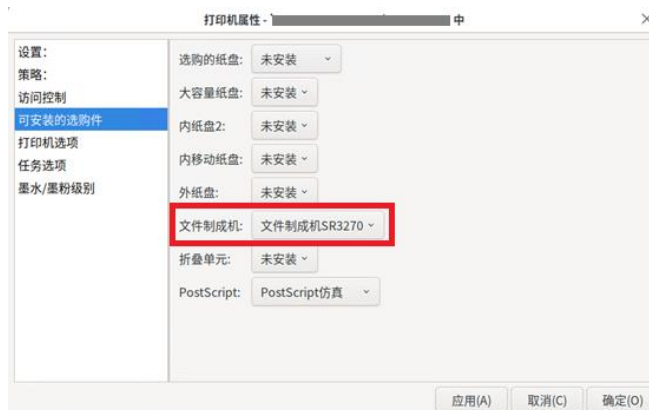 打印机属性 - 中
设置:
策略:
访问控制
可安装的选购件
打印机选项
任务选项
墨水/墨粉级别
选购的纸盘: 未安装
大容量纸盘: 未安装
内纸盘2: 未安装
内移动纸盘: 未安装
外纸盘: 未安装
文件制成机: 文件制成机SR3270
折叠单元: 未安装
PostScript: PostScript仿真
应用(A) 取消(C) 确定(O)